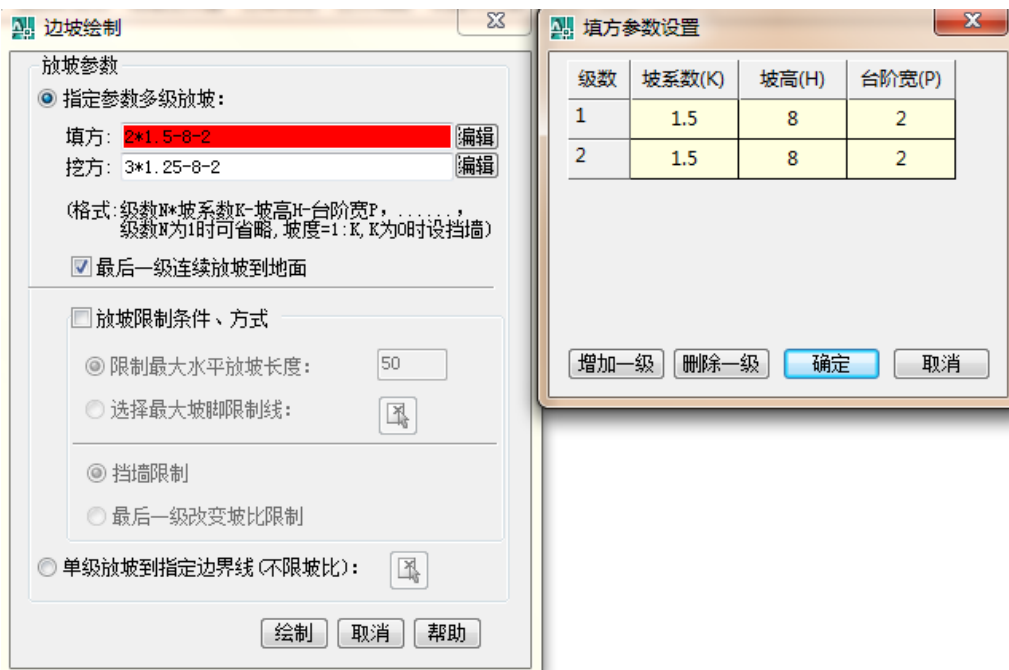 边坡绘制
放坡参数
指定参数多级放坡：
填方: 2*1.5-8-2 编辑
挖方: 3*1.25-8-2 编辑
(格式:级数N*坡系数K-坡高H-台阶宽P, ......,
级数N为1时可省略,坡度=1:K,K为0时设挡墙)
最后一级连续放坡到地面
放坡限制条件、方式
限制最大水平放坡长度: 50
选择最大坡脚限制线:
挡墙限制
最后一级改变坡比限制
单级放坡到指定边界线(不限坡比):
绘制 取消 帮助
填方参数设置
级数 坡系数(K) 坡高(H) 台阶宽(P)
1 1.5 8 2
2 1.5 8 2
增加一级 删除一级 确定 取消